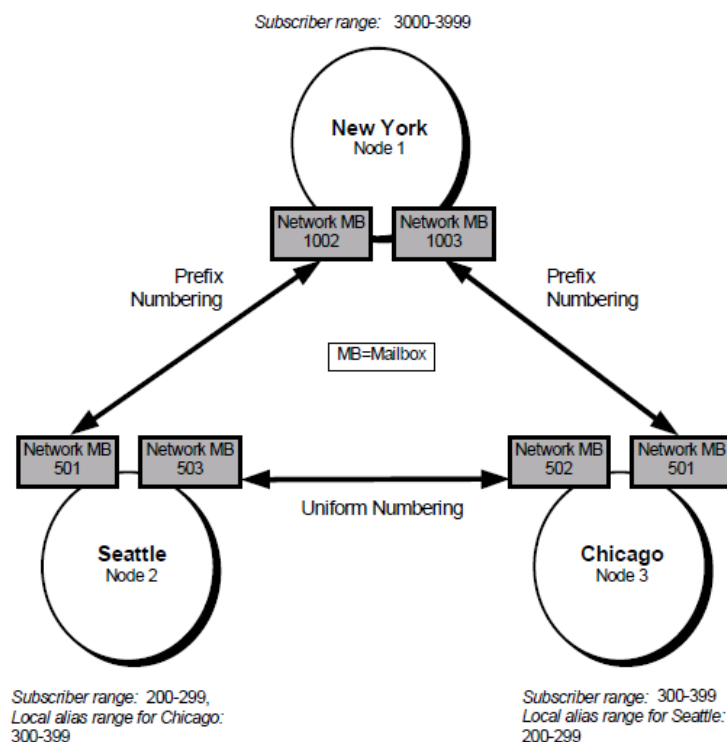 Subscriber range: 3000-3999
New York
Node 1
Network MB
1002
Network MB
1003
Prefix
Numbering
Prefix
Numbering
MB=Mailbox
Network MB
501
Network MB
503
Network MB
502
Network MB
501
Uniform Numbering
Seattle
Node 2
Chicago
Node 3
Subscriber range: 200-299,
Local alias range for Chicago:
300-399
Subscriber range: 300-399
Local alias range for Seattle:
200-299